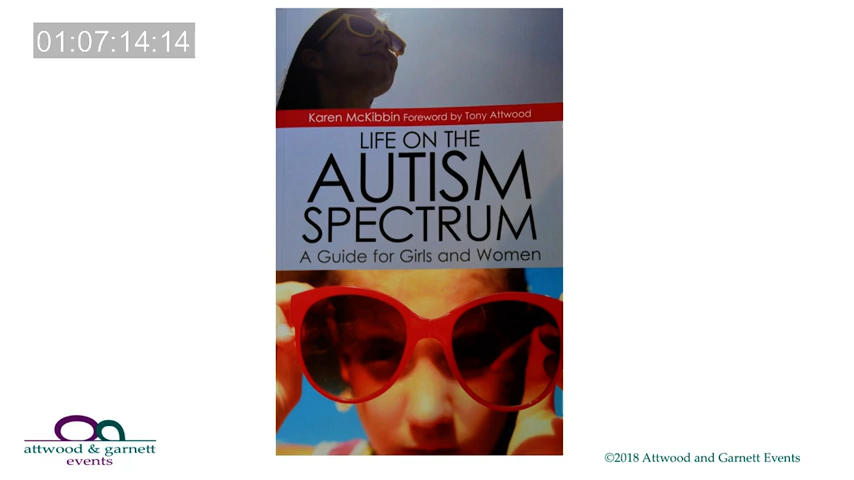 01:07:14:14
Karen McKibbin Foreword by Tony Attwood
LIFE ON THE
AUTISM
SPECTRUM
A Guide for Girls and Women
attwood & garnett
events
©2018 Attwood and Garnett Events